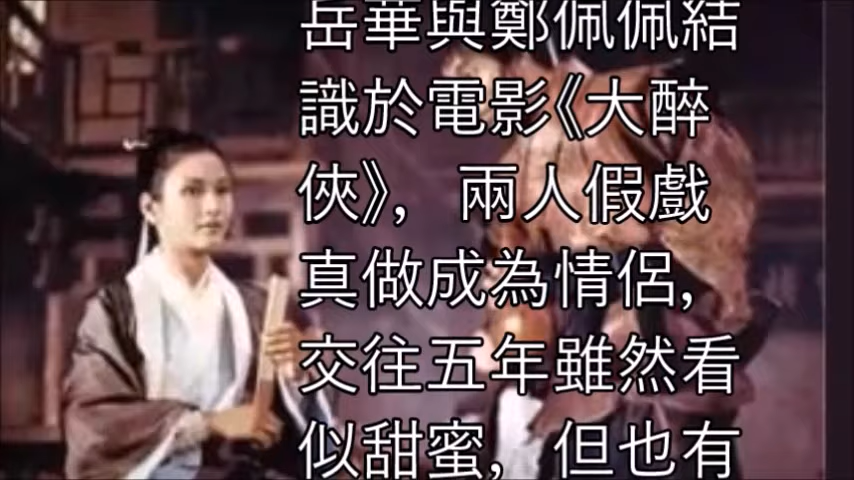 岳華與鄭佩佩結
識於電影《大醉
俠》，兩人假戲
真做成為情侶，
交往五年雖然看
似甜蜜，但也有